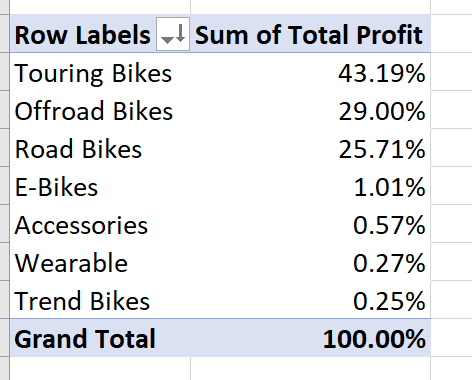 Row Labels Sum of Total Profit
Touring Bikes 43.19%
Offroad Bikes 29.00%
Road Bikes 25.71%
E-Bikes 1.01%
Accessories 0.57%
Wearable 0.27%
Trend Bikes 0.25%
Grand Total 100.00%